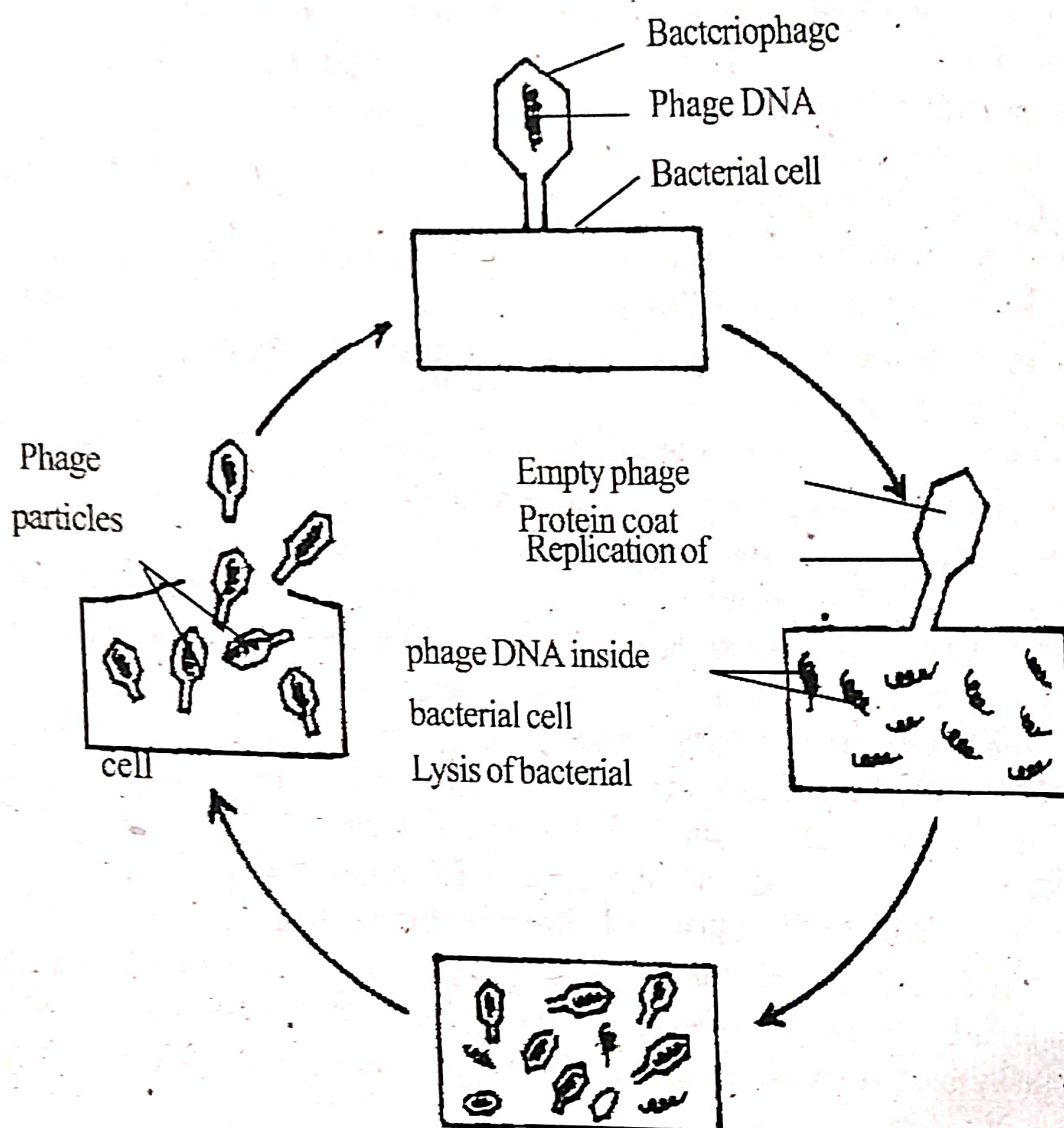 Bacteriophage
Phage DNA
Bacterial cell
Phage
particles
Empty phage
Protein coat
Replication of
phage DNA inside
bacterial cell
Lysis of bacterial
cell